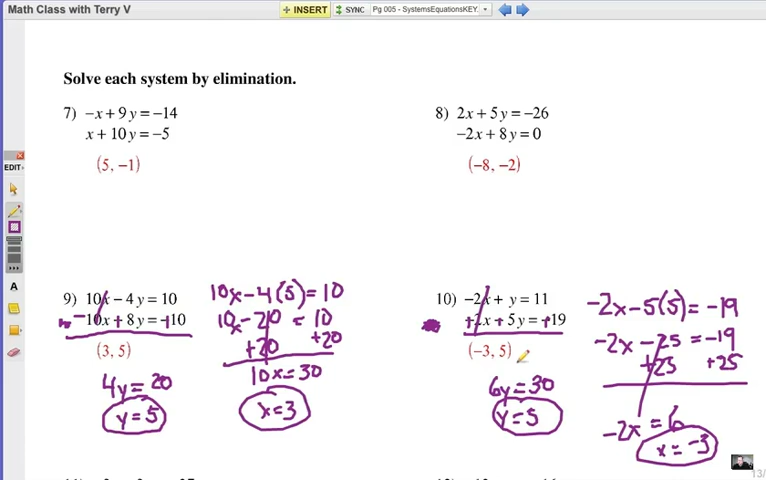 Math Class with Terry V
+ INSERT
SYNC
Pg 005 - SystemsEquationsKEY.
EDIT
A
Solve each system by elimination.
7) −x + 9y = −14
x + 10y = −5
(5, −1)
8) 2x + 5y = −26
−2x + 8y = 0
(−8, −2)
9) 10x − 4y = 10
−10x + 8y = +10
(3, 5)
4y = 20
y = 5
10x − 4(5) = 10
10x − 20 = 10
+20 +20
10x = 30
x = 3
10) −2x + y = 11
+2x + 5y = +19
(−3, 5)
6y = 30
y = 5
−2x − 5(5) = −19
−2x − 25 = −19
+25 +25
−2x = 6
x = −3
13/